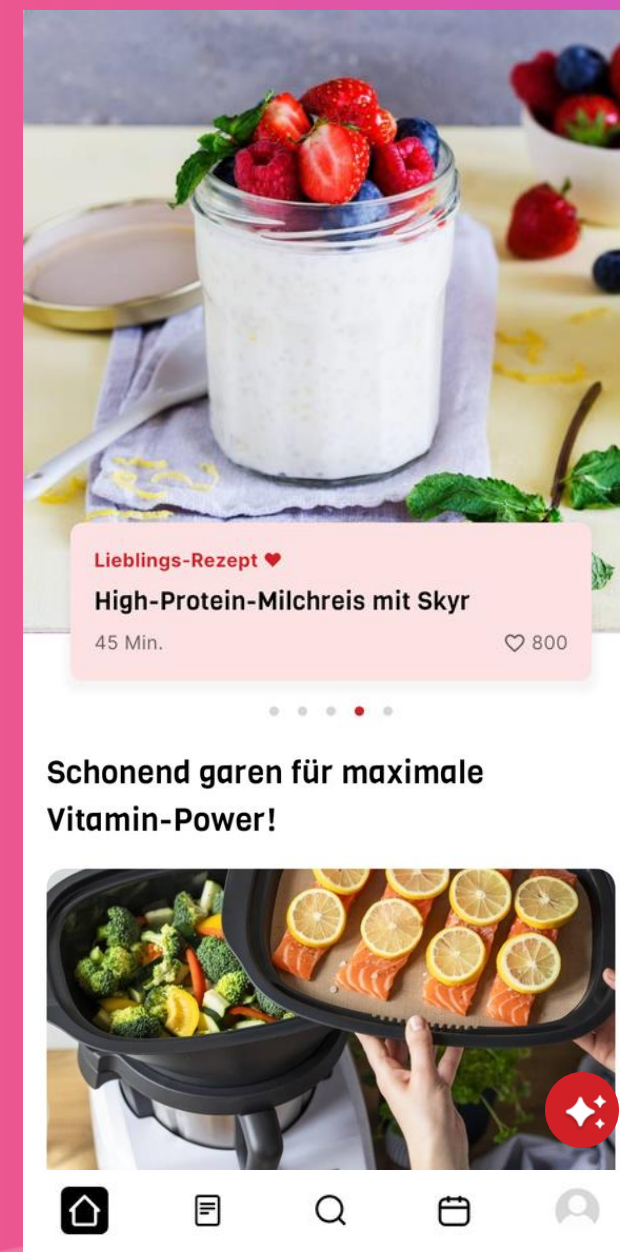 Lieblings-Rezept ♥
High-Protein-Milchreis mit Skyr
45 Min.
800
Schonend garen für maximale
Vitamin-Power!